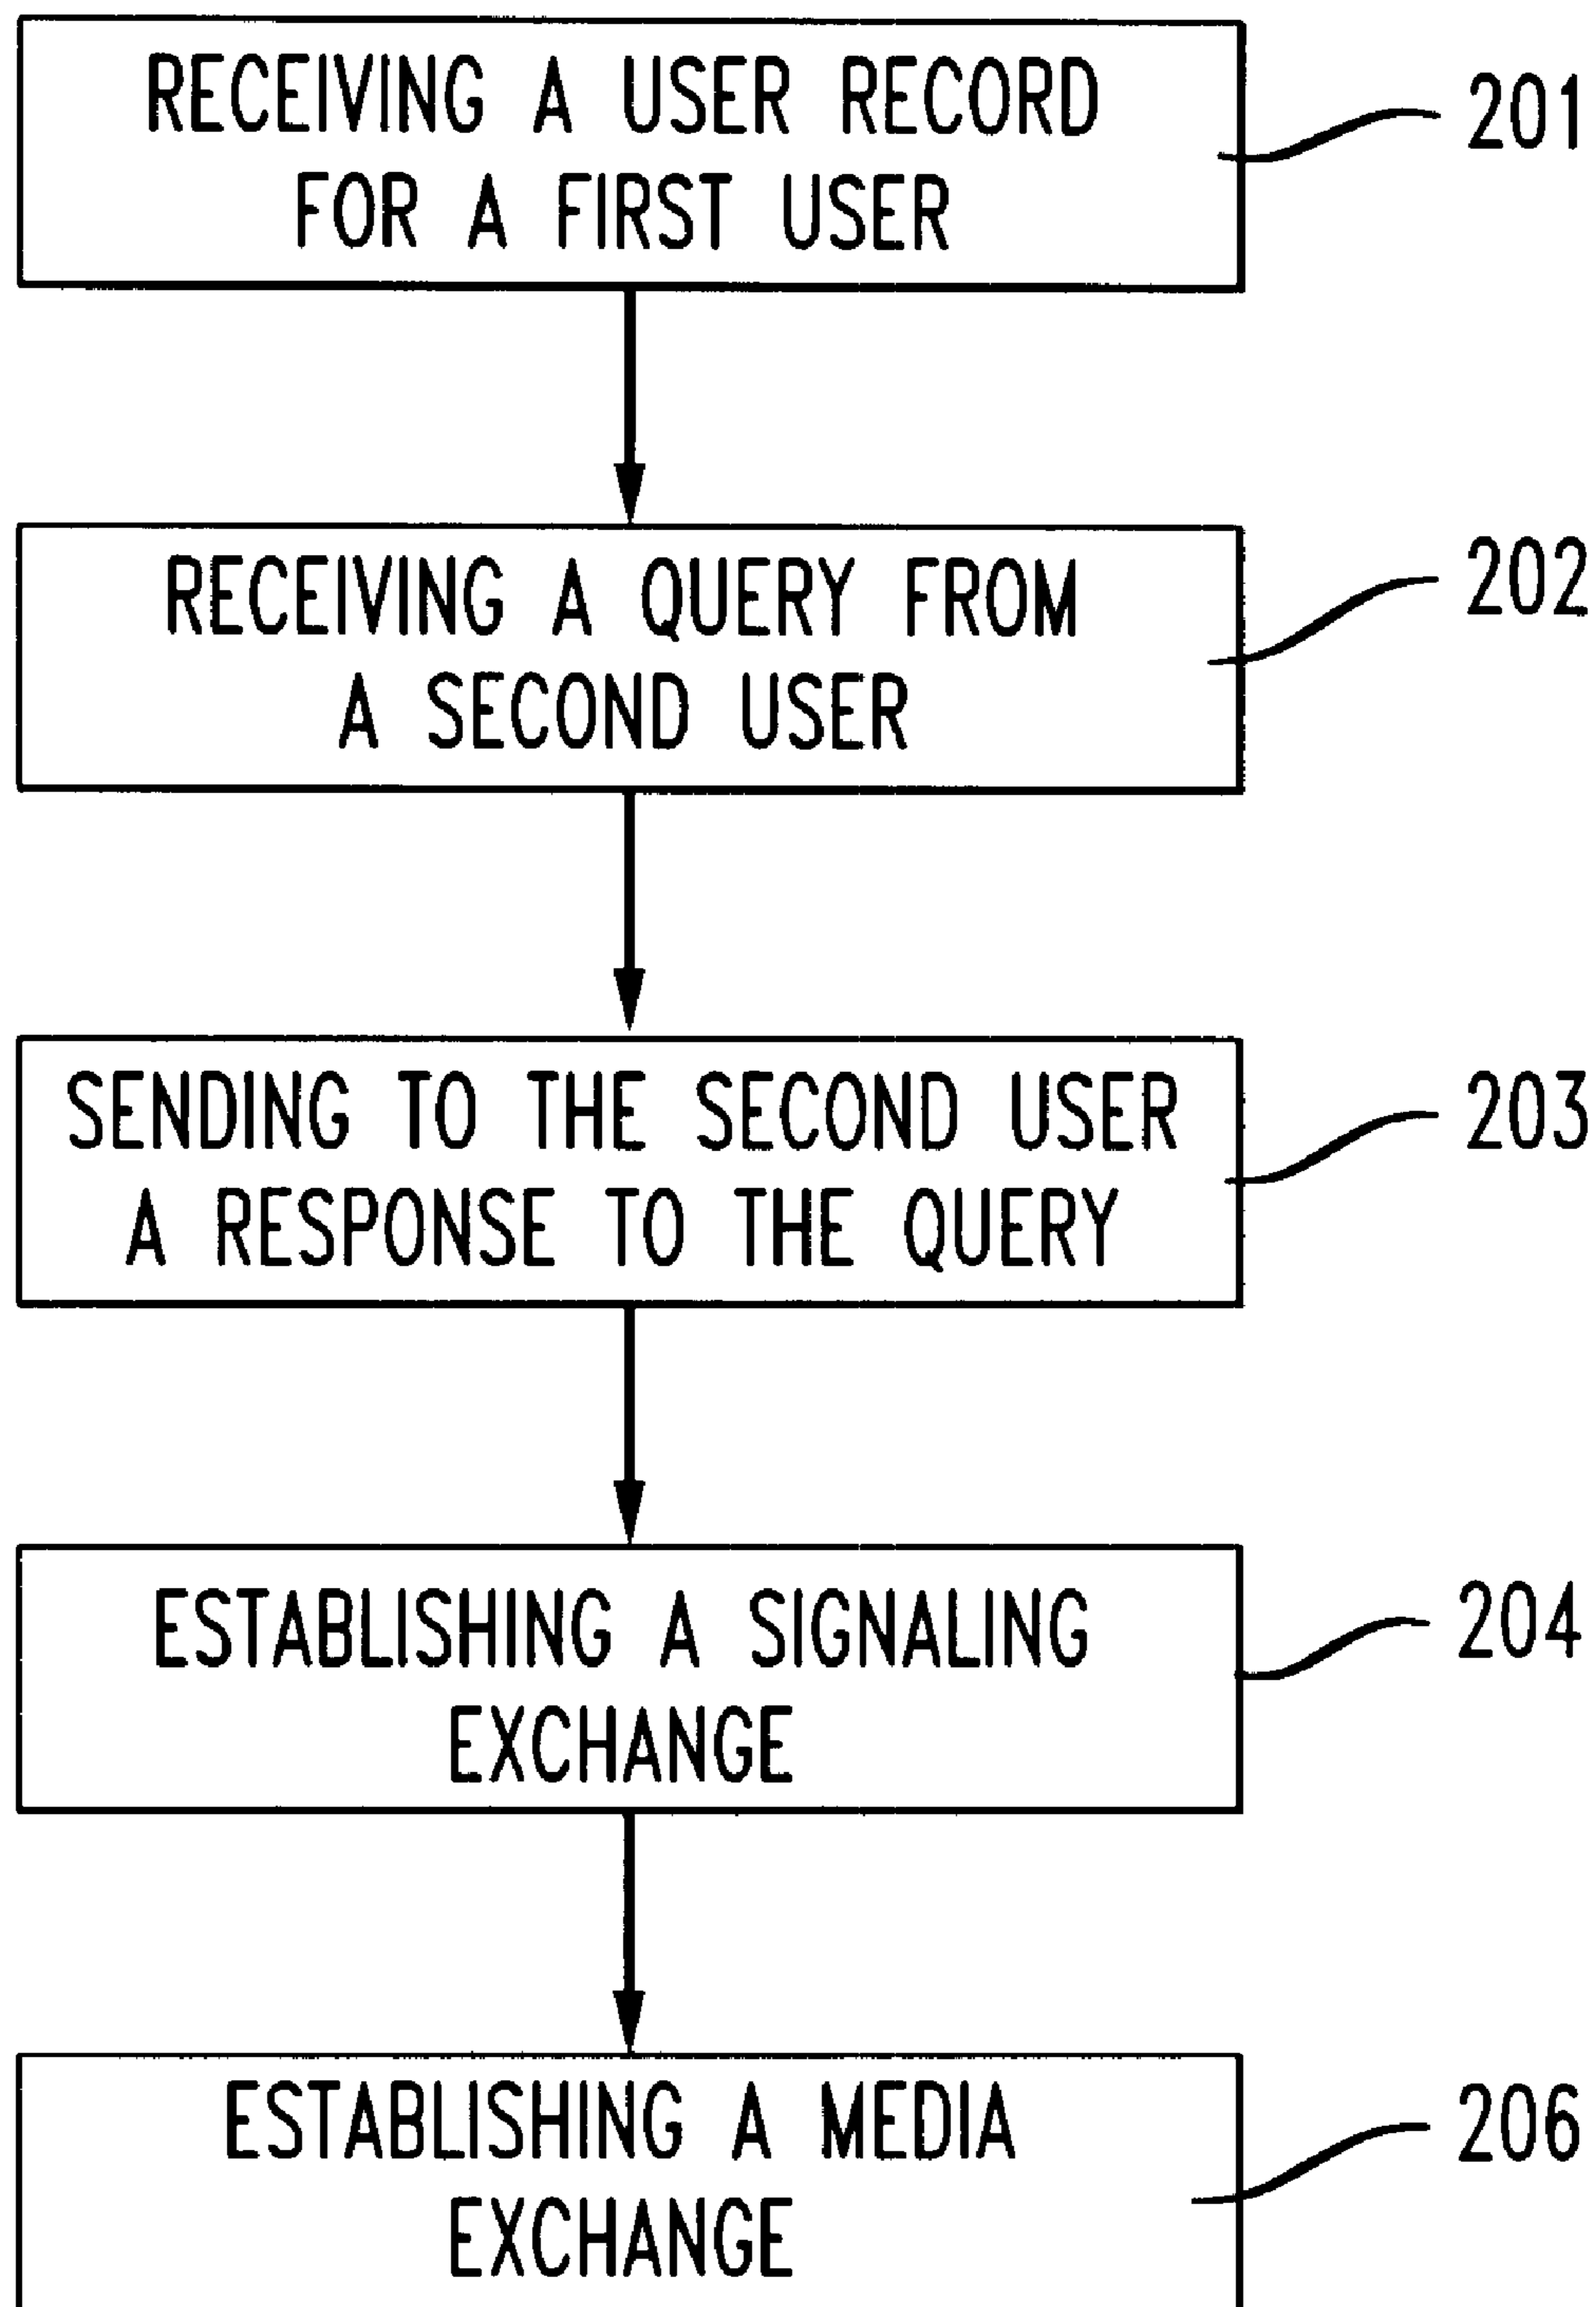 RECEIVING A USER RECORD
FOR A FIRST USER
201
RECEIVING A QUERY FROM
A SECOND USER
202
SENDING TO THE SECOND USER
A RESPONSE TO THE QUERY
203
ESTABLISHING A SIGNALING
EXCHANGE
204
ESTABLISHING A MEDIA
EXCHANGE
206